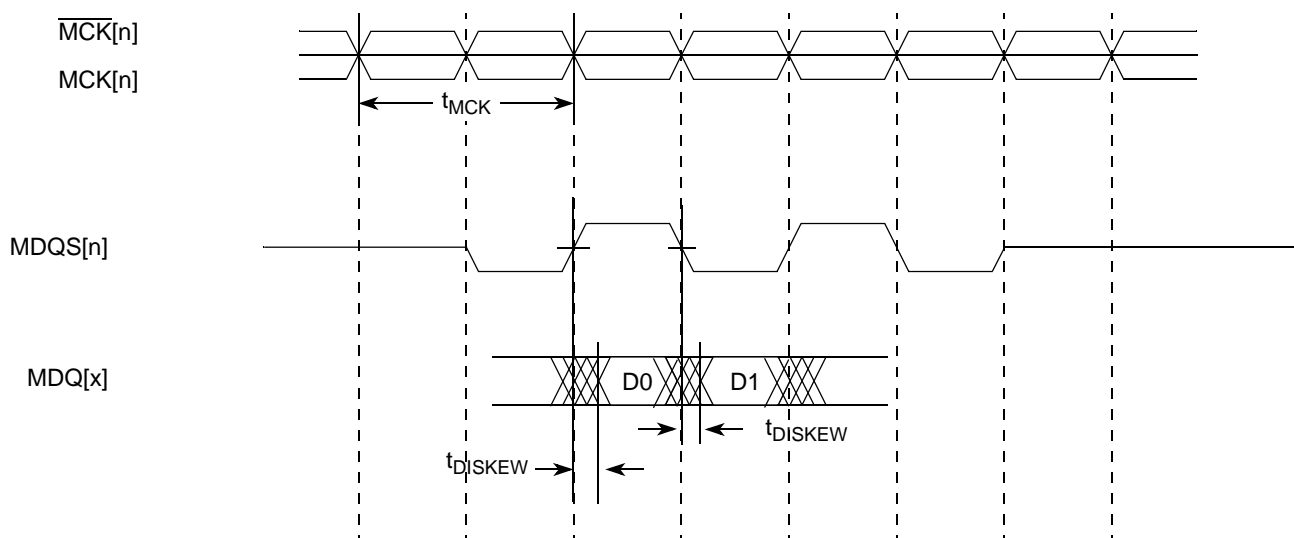 MCK[n]
MCK[n]
tMCK
MDQS[n]
MDQ[x]
D0
D1
tDISKEW
tDISKEW